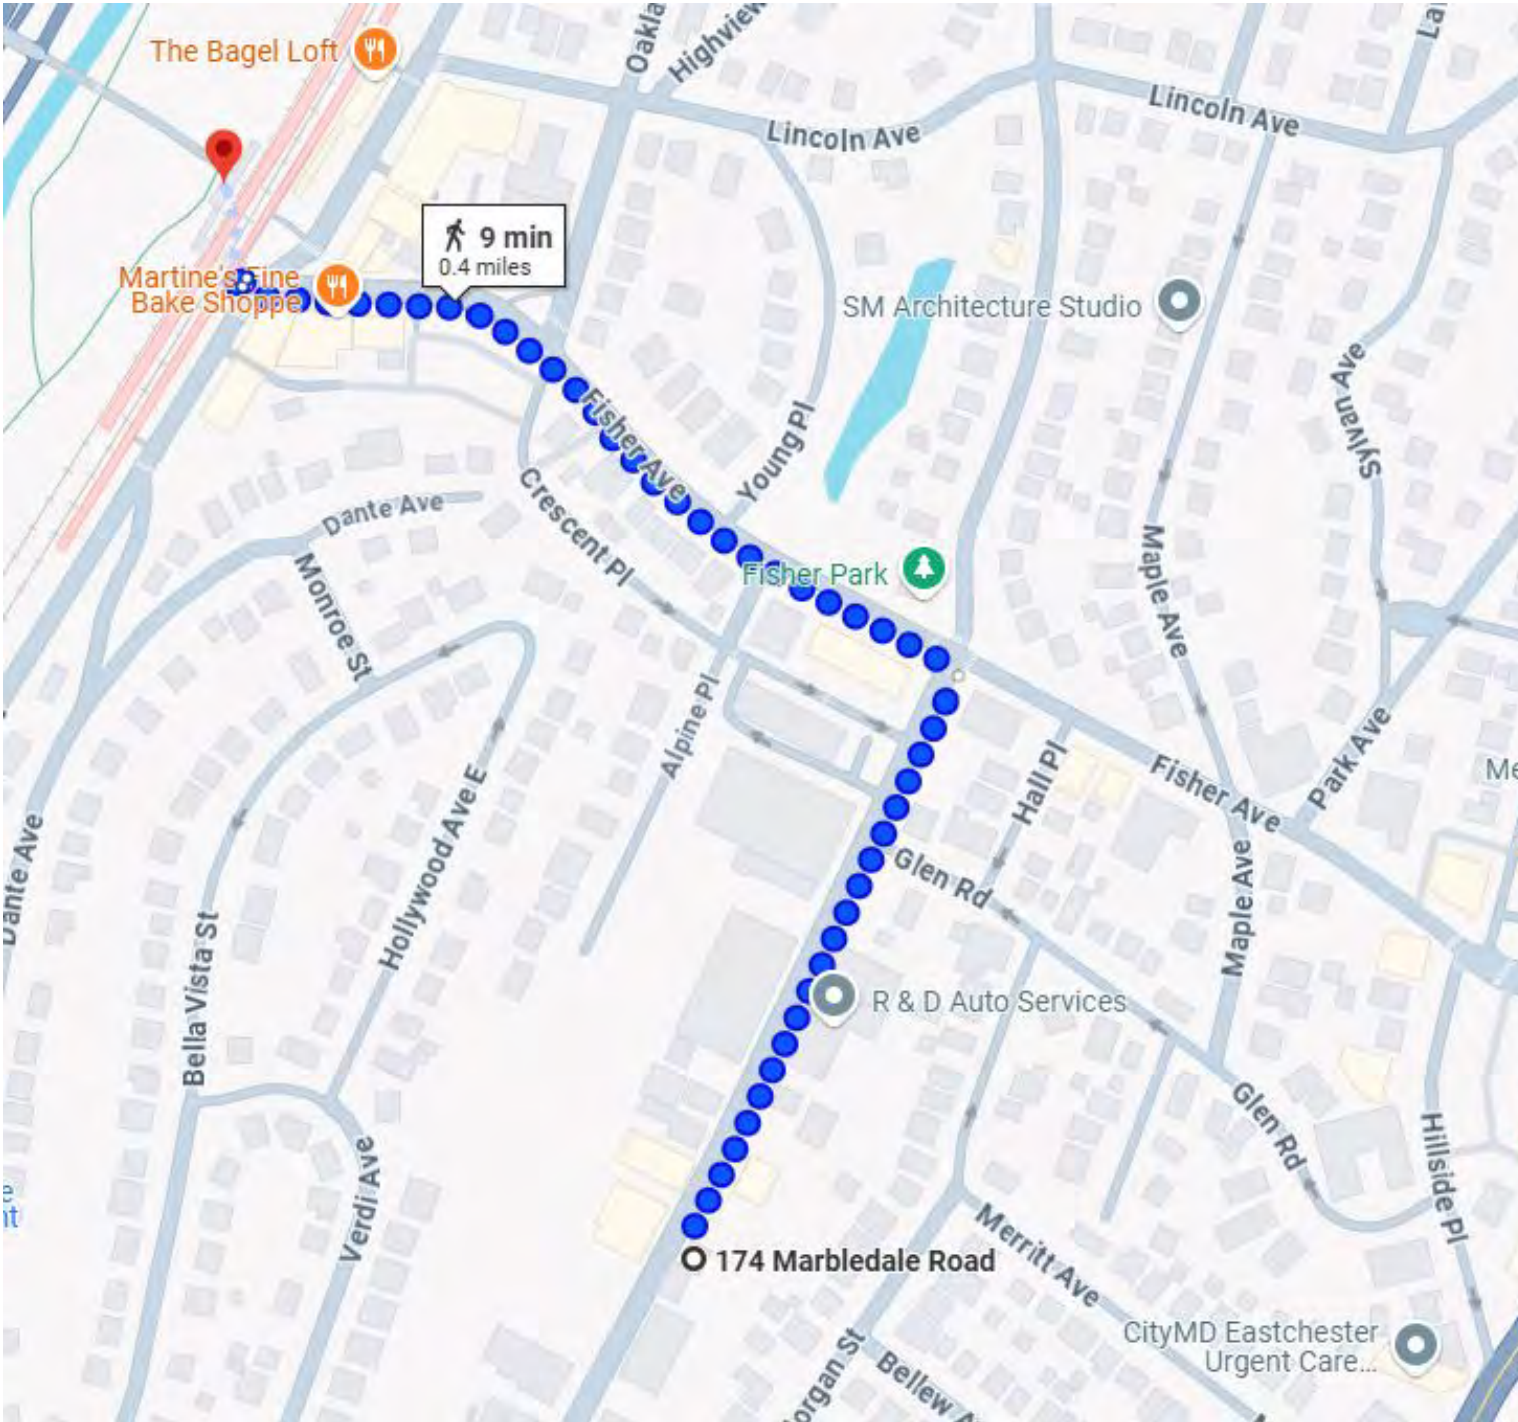 The Bagel Loft
Highview
Lincoln Ave
Lincoln Ave
9 min
0.4 miles
Martine's Fine
Bake Shoppe
SM Architecture Studio
Fisher Ave
Young Pl
Sylvan Ave
Dante Ave
Crescent Pl
Monroe St
Fisher Park
Maple Ave
Alpine Pl
Hall Pl
Fisher Ave
Park Ave
Dante Ave
Hollywood Ave E
Glen Rd
Maple Ave
Bella Vista St
R & D Auto Services
Glen Rd
Hillside Pl
Verdi Ave
174 Marbledale Road
Merritt Ave
CityMD Eastchester
Urgent Care...
organ St
Bellew A